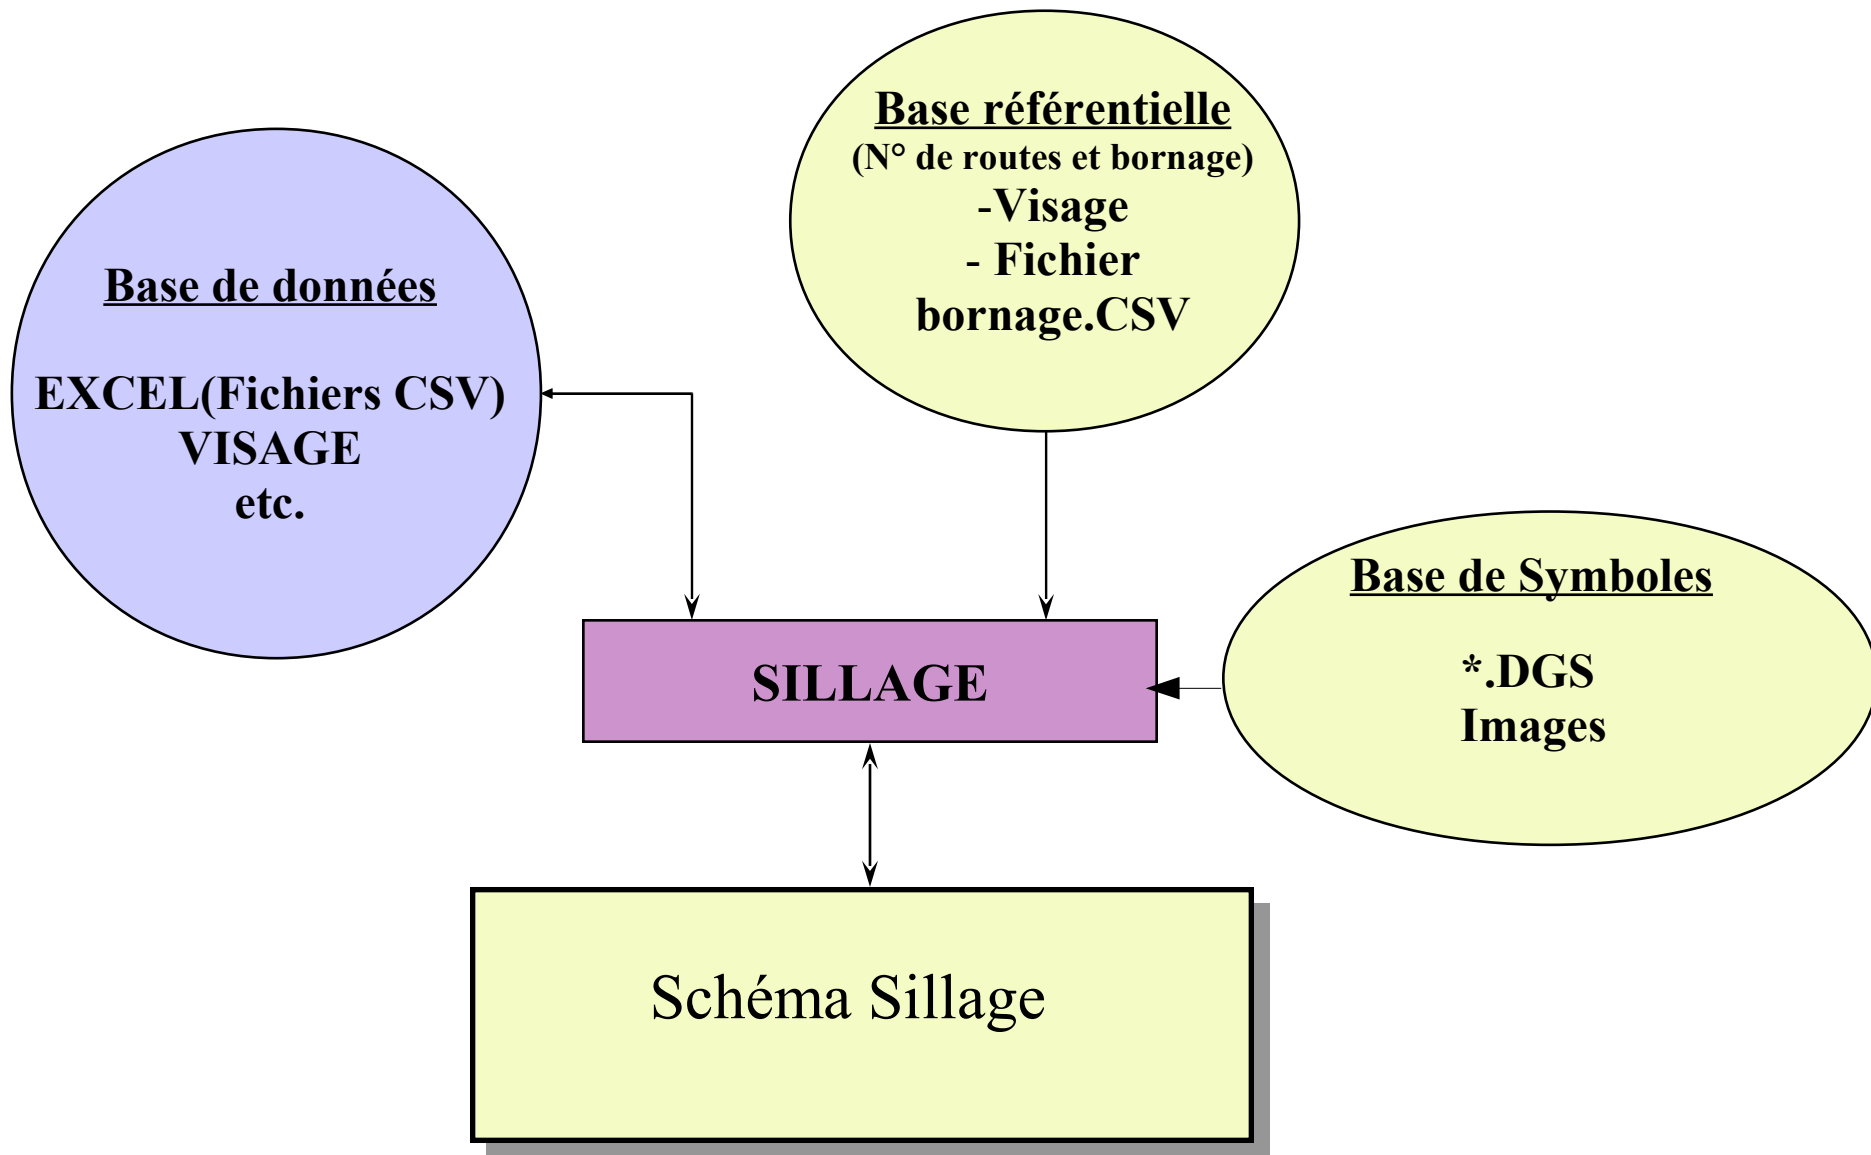 Base référentielle
(N° de routes et bornage)
-Visage
- Fichier
bornage.CSV
Base de données
EXCEL(Fichiers CSV)
VISAGE
etc.
Base de Symboles
*.DGS
Images
SILLAGE
Schéma Sillage